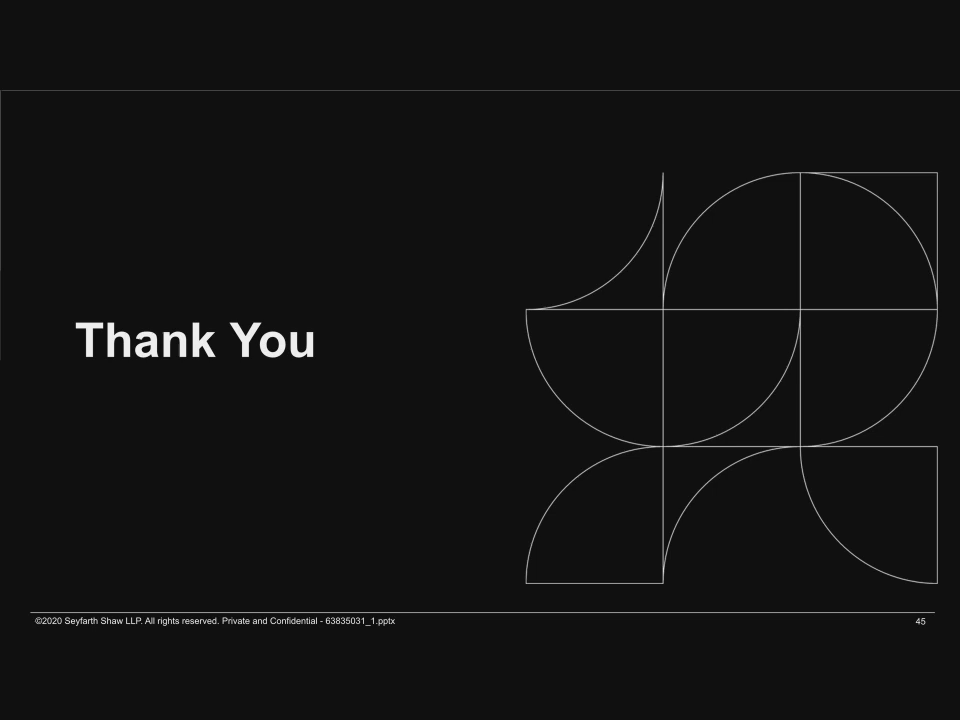 Thank You
©2020 Seyfarth Shaw LLP. All rights reserved. Private and Confidential - 63835031_1.pptx
45